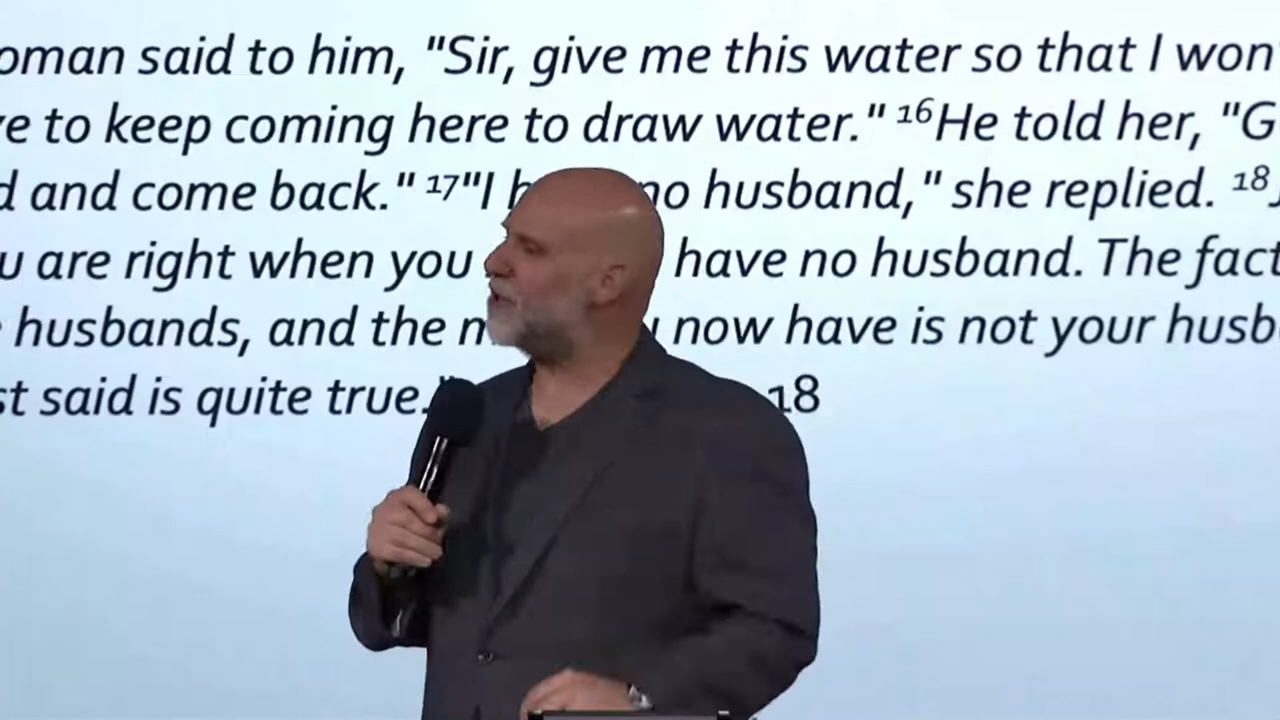 oman said to him, "Sir, give me this water so that I won'
e to keep coming here to draw water." 16He told her, "G
d and come back." 17"I no husband," she replied. 18
u are right when you have no husband. The fact
husbands, and the now have is not your husb
st said is quite true." 18